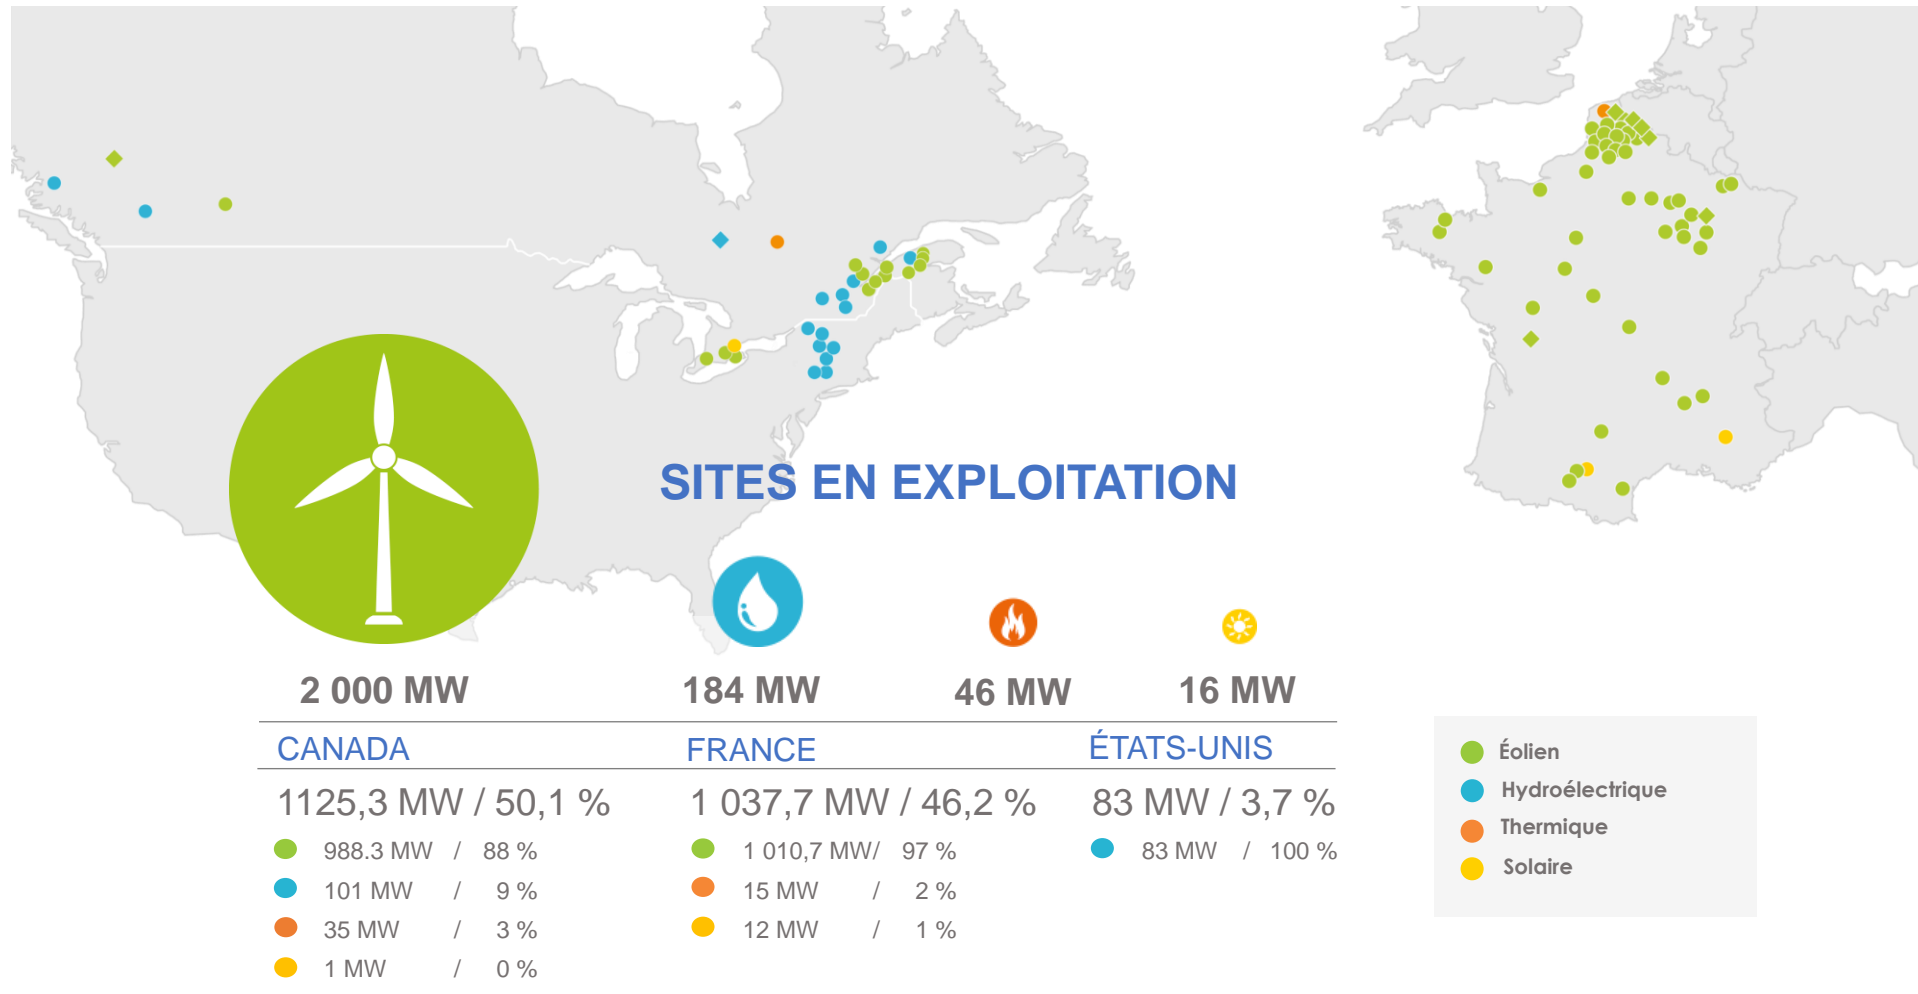 SITES EN EXPLOITATION
2 000 MW 184 MW 46 MW 16 MW
CANADA FRANCE ÉTATS-UNIS
1125,3 MW / 50,1 % 1 037,7 MW / 46,2 % 83 MW / 3,7 %
988.3 MW / 88 % 1 010,7 MW/ 97 % 83 MW / 100 %
101 MW / 9 % 15 MW / 2 %
35 MW / 3 % 12 MW / 1 %
1 MW / 0 %
Éolien
Hydroélectrique
Thermique
Solaire